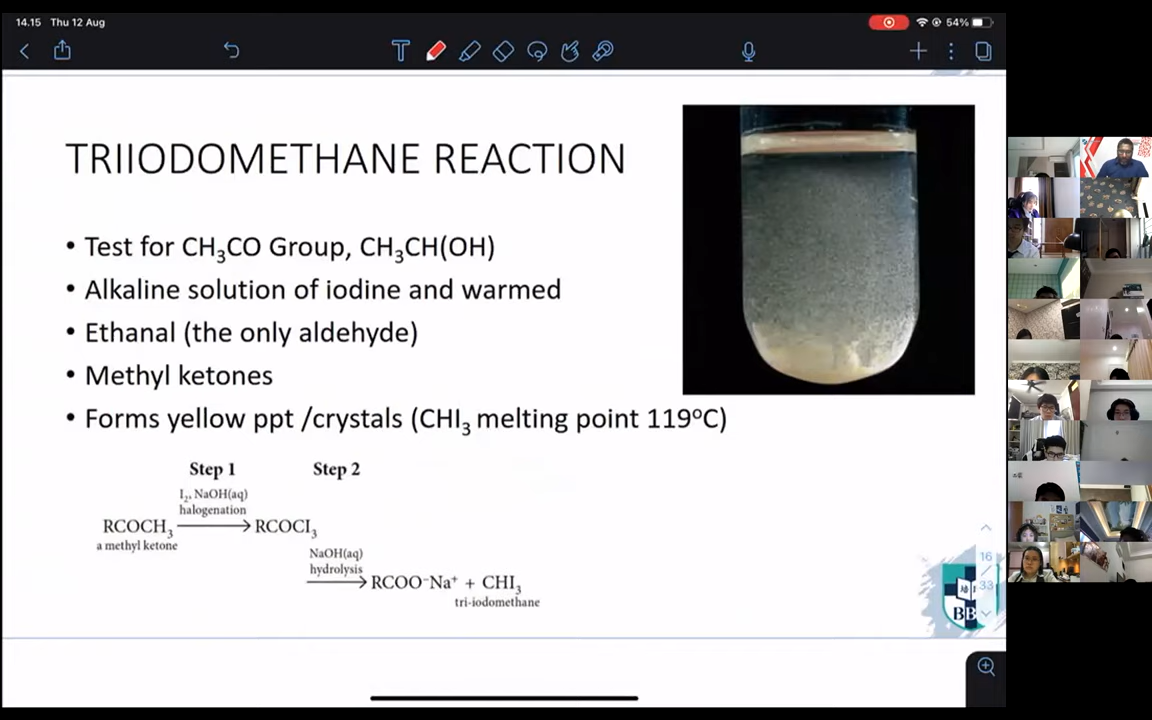 14.15 Thu 12 Aug
54%
TRIIODOMETHANE REACTION
• Test for CH₃CO Group, CH₃CH(OH)
• Alkaline solution of iodine and warmed
• Ethanal (the only aldehyde)
• Methyl ketones
• Forms yellow ppt /crystals (CHI₃ melting point 119°C)
Step 1
Step 2
I₂, NaOH(aq)
halogenation
RCOCH₃ → RCOCI₃
a methyl ketone
NaOH(aq)
hydrolysis
→ RCOO⁻Na⁺ + CHI₃
tri-iodomethane
16
/
33
BB